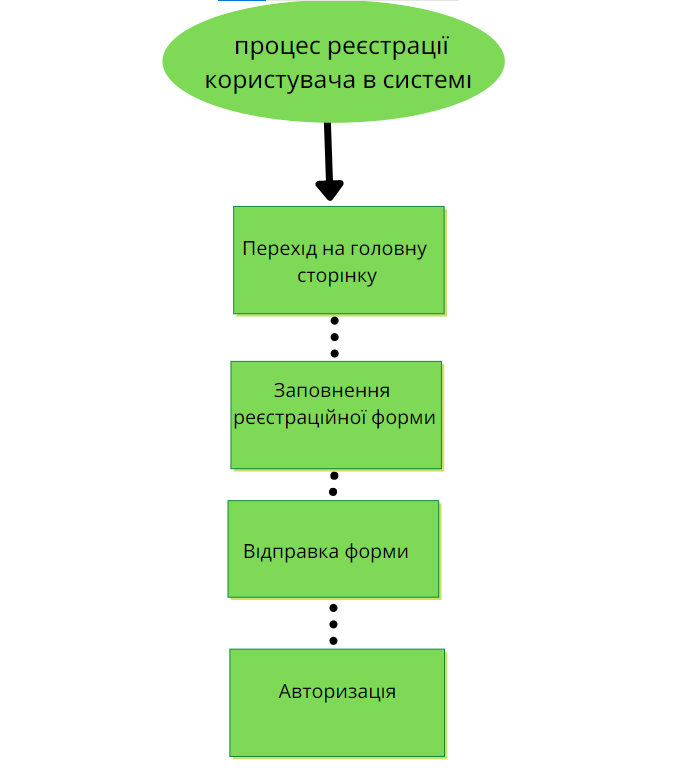 процес реєстрації
користувача в системі
Перехід на головну
сторінку
Заповнення
реєстраційної форми
Відправка форми
Авторизація